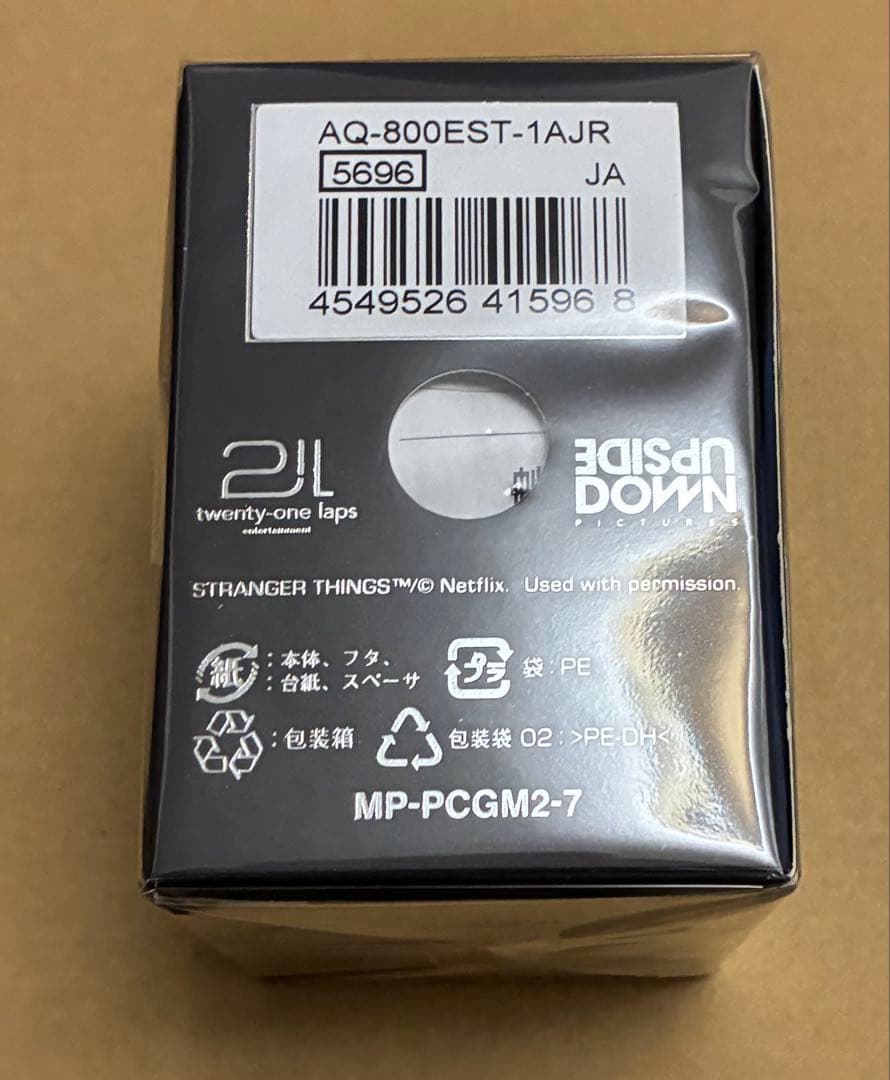 AQ-800EST-1AJR
5696 JA
4549526 41596 8
21L
twenty-one laps
entertainment
UPSIDE
DOWN
PICTURES
STRANGER THINGS™/© Netflix. Used with permission.
紙 : 本体、フタ、
: 台紙、スペーサ
プラ 袋 : PE
: 包装箱
包装袋 02 : >PE-DH<
MP-PCGM2-7